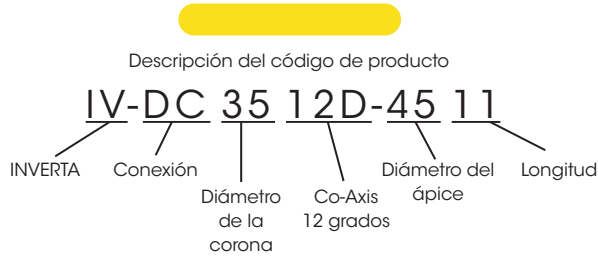 Descripción del código de producto
IV-DC 35 12D-45 11
INVERTA
Conexión
Diámetro
de la
corona
Co-Axis
12 grados
Diámetro del
ápice
Longitud